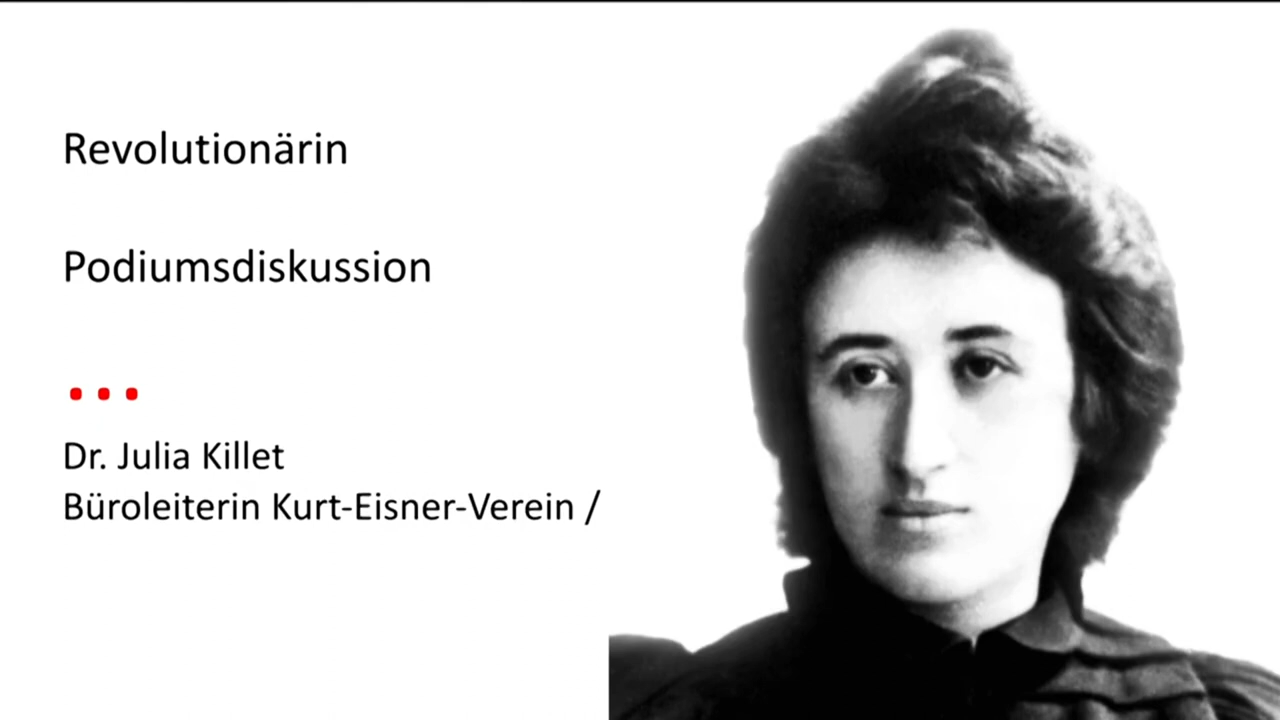 Revolutionärin
Podiumsdiskussion
...
Dr. Julia Killet
Büroleiterin Kurt-Eisner-Verein /